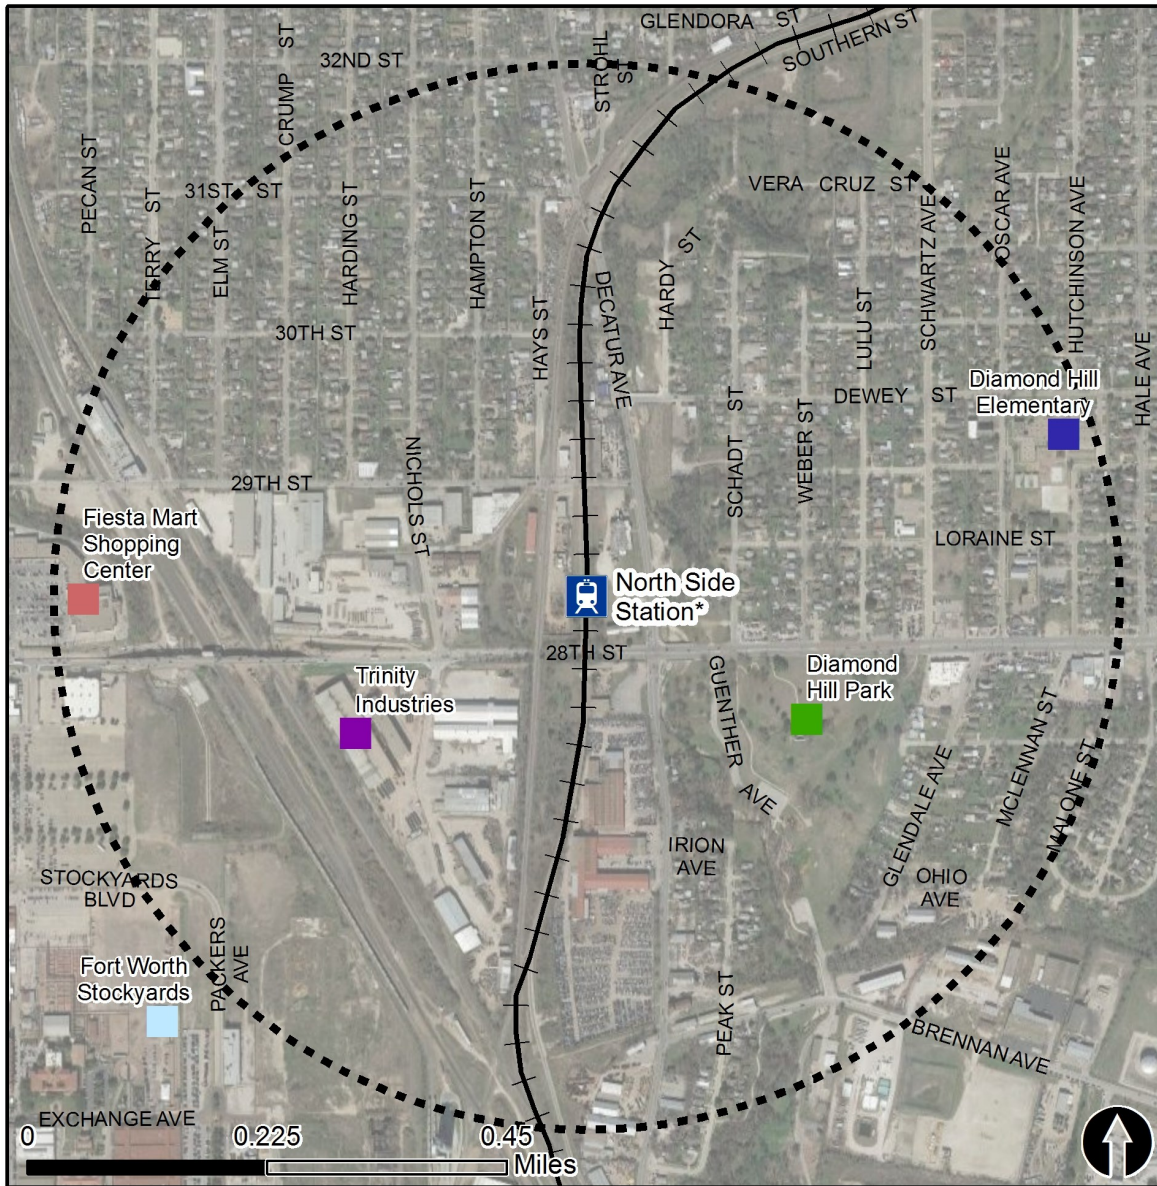 GLENDORA ST
SOUTHERN ST
32ND ST
CRUMP ST
STROHL
ST
PECAN ST
31ST ST
TERRY ST
ELM ST
HARDING ST
HAMPTON ST
HAYS ST
VERA CRUZ ST
HARDY ST
DECATUR AVE
OSCAR AVE
SCHWARTZ AVE
HUTCHINSON AVE
LULU ST
HALE AVE
30TH ST
DEWEY ST
Diamond Hill
Elementary
SCHADT ST
WEBER ST
NICHOLS ST
29TH ST
LORAINE ST
Fiesta Mart
Shopping
Center
North Side
Station*
28TH ST
Trinity
Industries
GUENTHER AVE
Diamond
Hill Park
GLENDALE AVE
MCLENNAN ST
MALONE ST
IRION
AVE
OHIO
AVE
STOCKYARDS
BLVD
PACKERS
AVE
Fort Worth
Stockyards
PEAK ST
BRENNAN AVE
EXCHANGE AVE
0 0.225 0.45
Miles